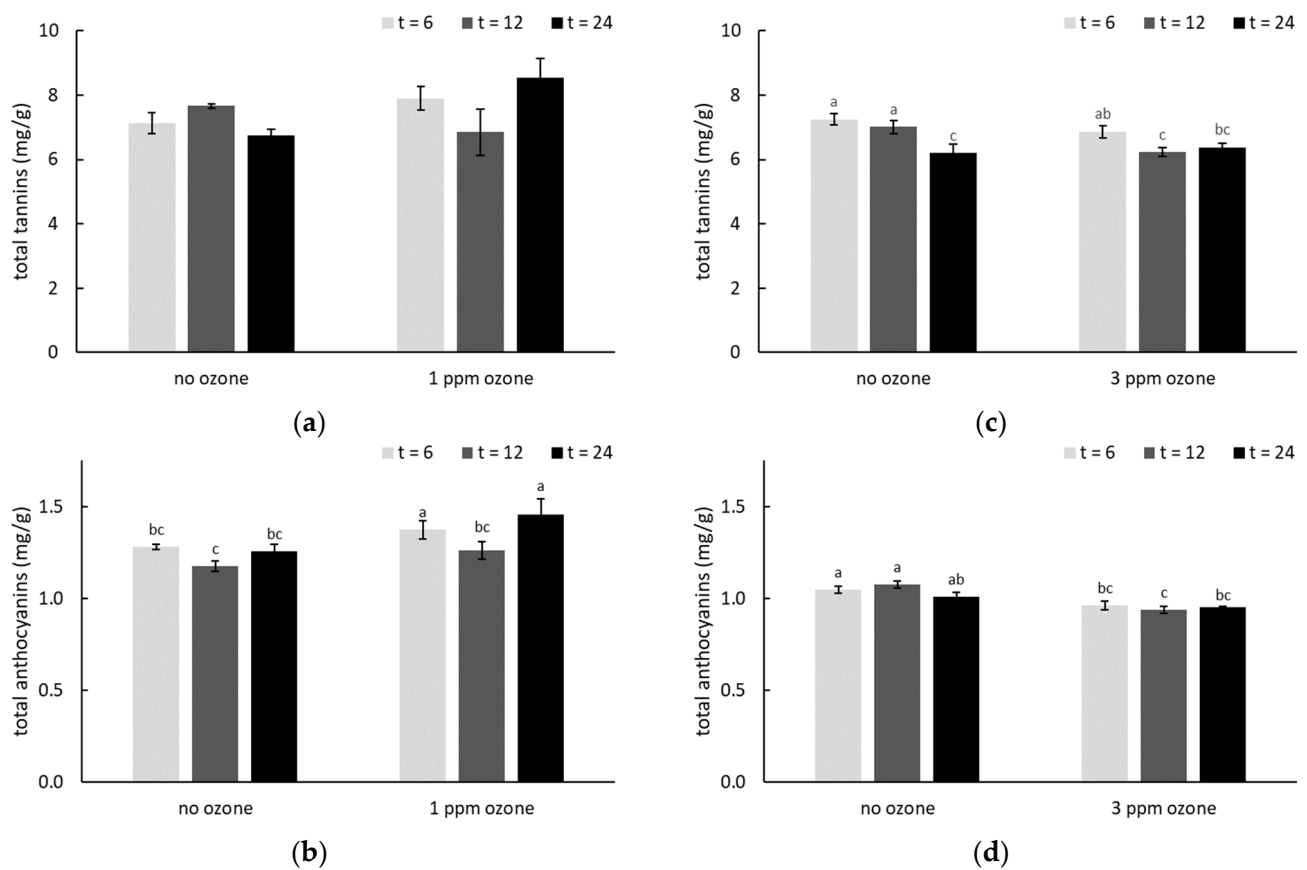 t = 6 t = 12 t = 24
10
8
6
4
2
0
total tannins (mg/g)
no ozone 1 ppm ozone
(a)
t = 6 t = 12 t = 24
10
8
6
4
2
0
total tannins (mg/g)
a a c ab c bc
no ozone 3 ppm ozone
(c)
t = 6 t = 12 t = 24
1.5
1.0
0.5
0.0
total anthocyanins (mg/g)
bc c bc a bc a
no ozone 1 ppm ozone
(b)
t = 6 t = 12 t = 24
1.5
1.0
0.5
0.0
total anthocyanins (mg/g)
a a ab bc c bc
no ozone 3 ppm ozone
(d)